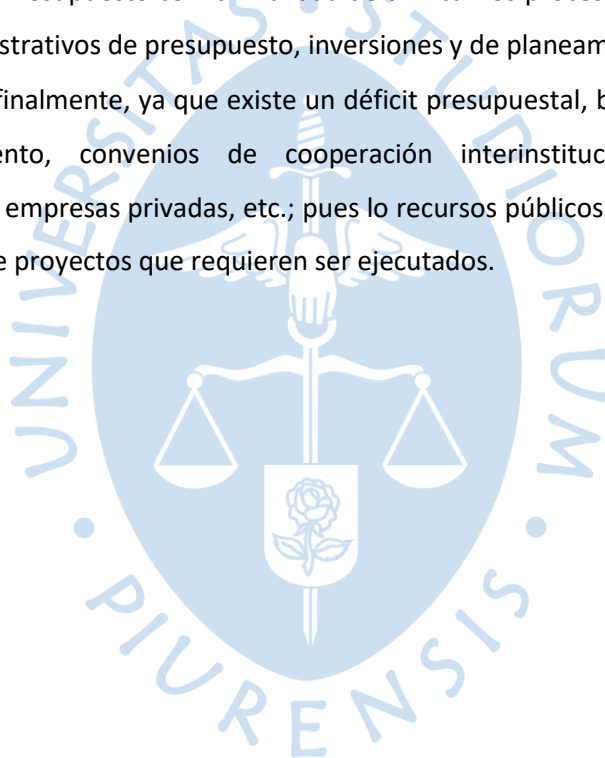 strativos de presupuesto, inversiones y de planeam
finalmente, ya que existe un déficit presupuestal, b
ento, convenios de cooperación interinstituc
empresas privadas, etc.; pues lo recursos públicos
e proyectos que requieren ser ejecutados.
UNIVERSITAS STUDIORUM
PIURENSIS